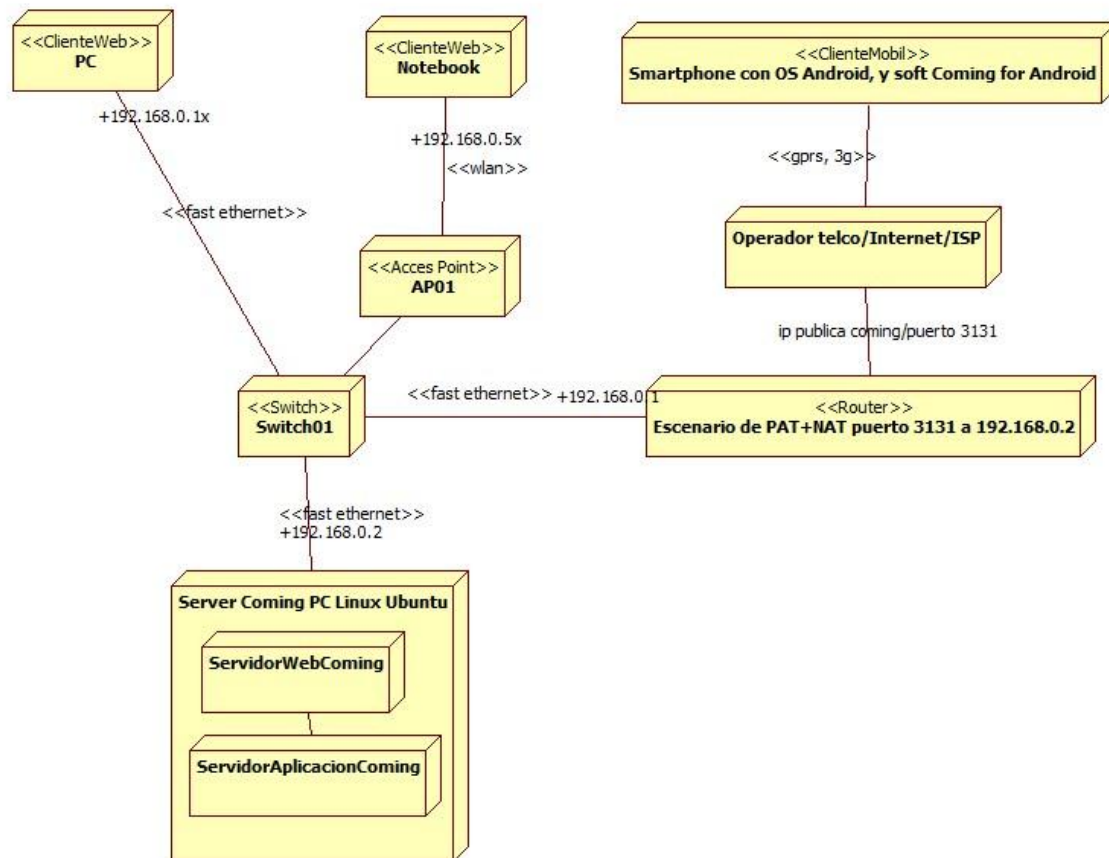 <<ClienteWeb>>
PC
<<ClienteWeb>>
Notebook
<<ClienteMobil>>
Smartphone con OS Android, y soft Coming for Android
+192.168.0.1x
+192.168.0.5x
<<gprs, 3g>>
<<wlan>>
<<fast ethernet>>
Operador telco/Internet/ISP
<<Acces Point>>
AP01
ip publica coming/puerto 3131
<<fast ethernet>>
+192.168.0.1
<<Switch>>
Switch01
<<Router>>
Escenario de PAT+NAT puerto 3131 a 192.168.0.2
<<fast ethernet>>
+192.168.0.2
Server Coming PC Linux Ubuntu
ServidorWebComing
ServidorAplicacionComing